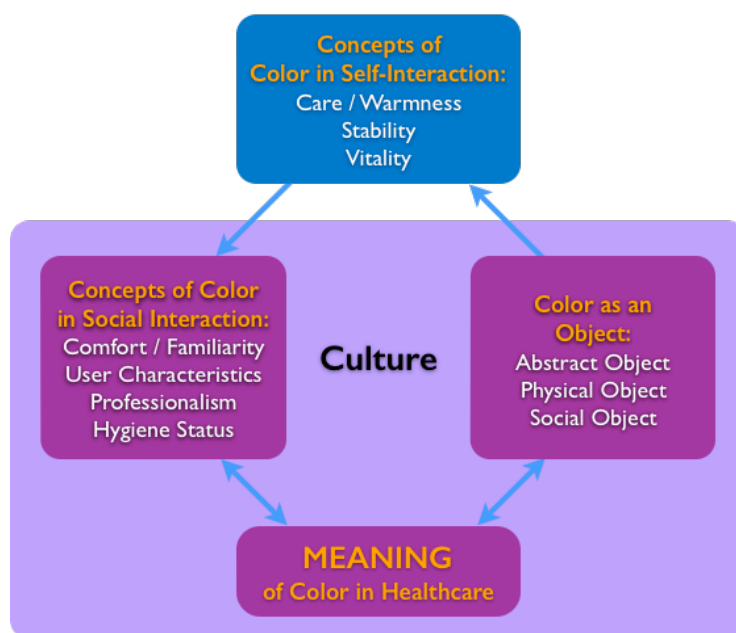 Concepts of
Color in Self-Interaction:
Care / Warmness
Stability
Vitality
Concepts of Color
in Social Interaction:
Comfort / Familiarity
User Characteristics
Professionalism
Hygiene Status
Culture
Color as an
Object:
Abstract Object
Physical Object
Social Object
MEANING
of Color in Healthcare